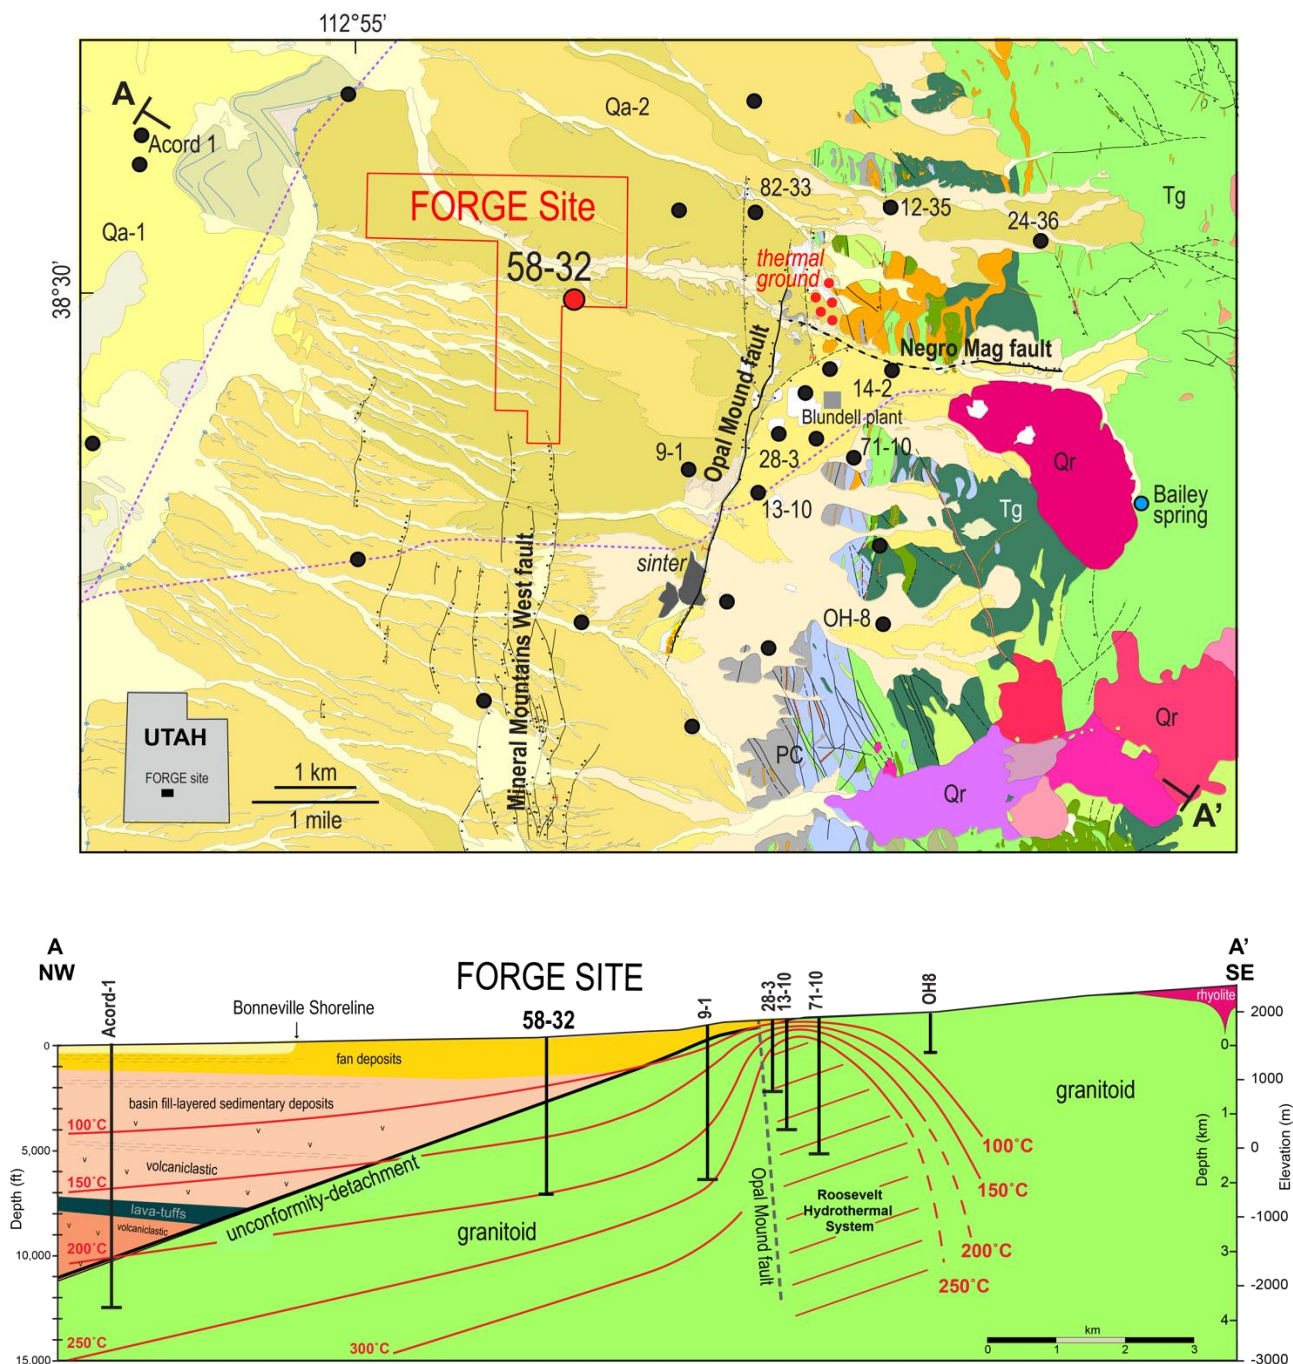 112°55'
A
Acord 1
Qa-2
82-33
12-35
Tg
Qa-1
FORGE Site
24-36
58-32
thermal
ground
38°30'
Negro Mag fault
Opal Mound fault
14-2
Blundell plant
9-1
28-3
71-10
Qr
13-10
Tg
Bailey
spring
sinter
Mineral Mountains West fault
OH-8
UTAH
FORGE site
1 km
1 mile
PC
Qr
Qr
A'
A
NW
FORGE SITE
A'
SE
Acord-1
Bonneville Shoreline
58-32
9-1
28-3
13-10
71-10
OH8
rhyolite
2000
0
fan deposits
0
1000
basin fill-layered sedimentary deposits
granitoid
100°C
v
v
v
1
100°C
5,000
v
v
0
volcaniclastic
150°C
150°C
v
v
v
v
unconformity-detachment
Opal Mound fault
Roosevelt
Hydrothermal
System
2
lava-tuffs
-1000
volcaniclastic
v
granitoid
200°C
200°C
10,000
v
3
250°C
-2000
Depth (ft)
Depth (km)
Elevation (m)
km
4
250°C
300°C
0
1
2
3
15,000
-3000